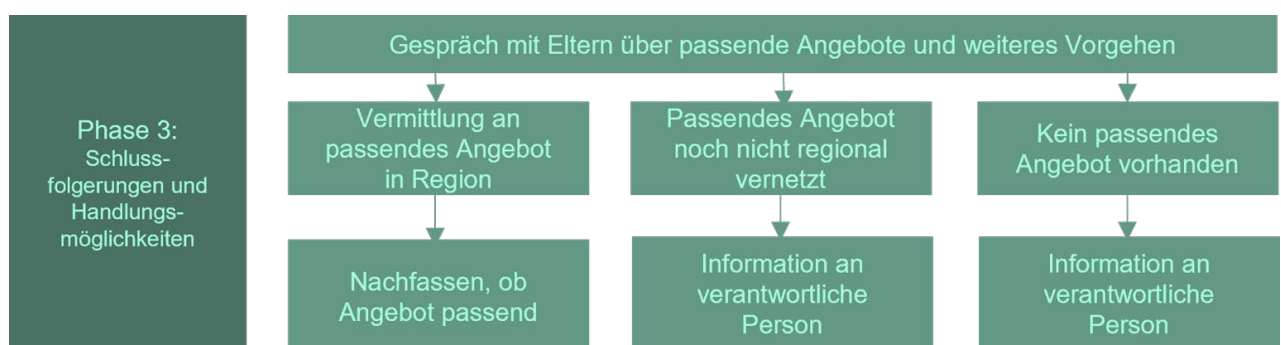 Phase 3:
Schluss-
folgerungen und
Handlungs-
möglichkeiten
Gespräch mit Eltern über passende Angebote und weiteres Vorgehen
Vermittlung an
passendes Angebot
in Region
Passendes Angebot
noch nicht regional
vernetzt
Kein passendes
Angebot vorhanden
Nachfassen, ob
Angebot passend
Information an
verantwortliche
Person
Information an
verantwortliche
Person